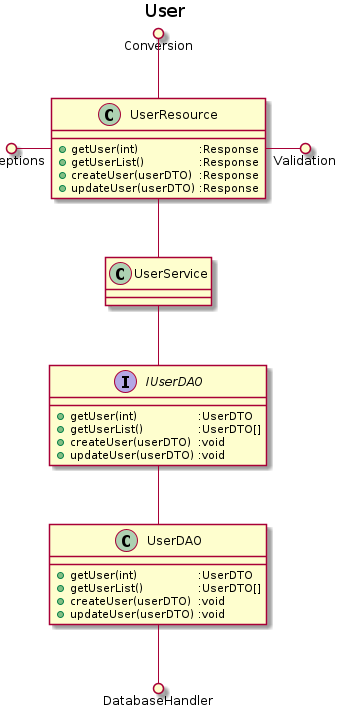 User
Conversion
C UserResource
getUser(int) :Response
getUserList() :Response
createUser(userDTO) :Response
updateUser(userDTO) :Response
eptions
Validation
C UserService
I IUserDAO
getUser(int) :UserDTO
getUserList() :UserDTO[]
createUser(userDTO) :void
updateUser(userDTO) :void
C UserDAO
getUser(int) :UserDTO
getUserList() :UserDTO[]
createUser(userDTO) :void
updateUser(userDTO) :void
DatabaseHandler